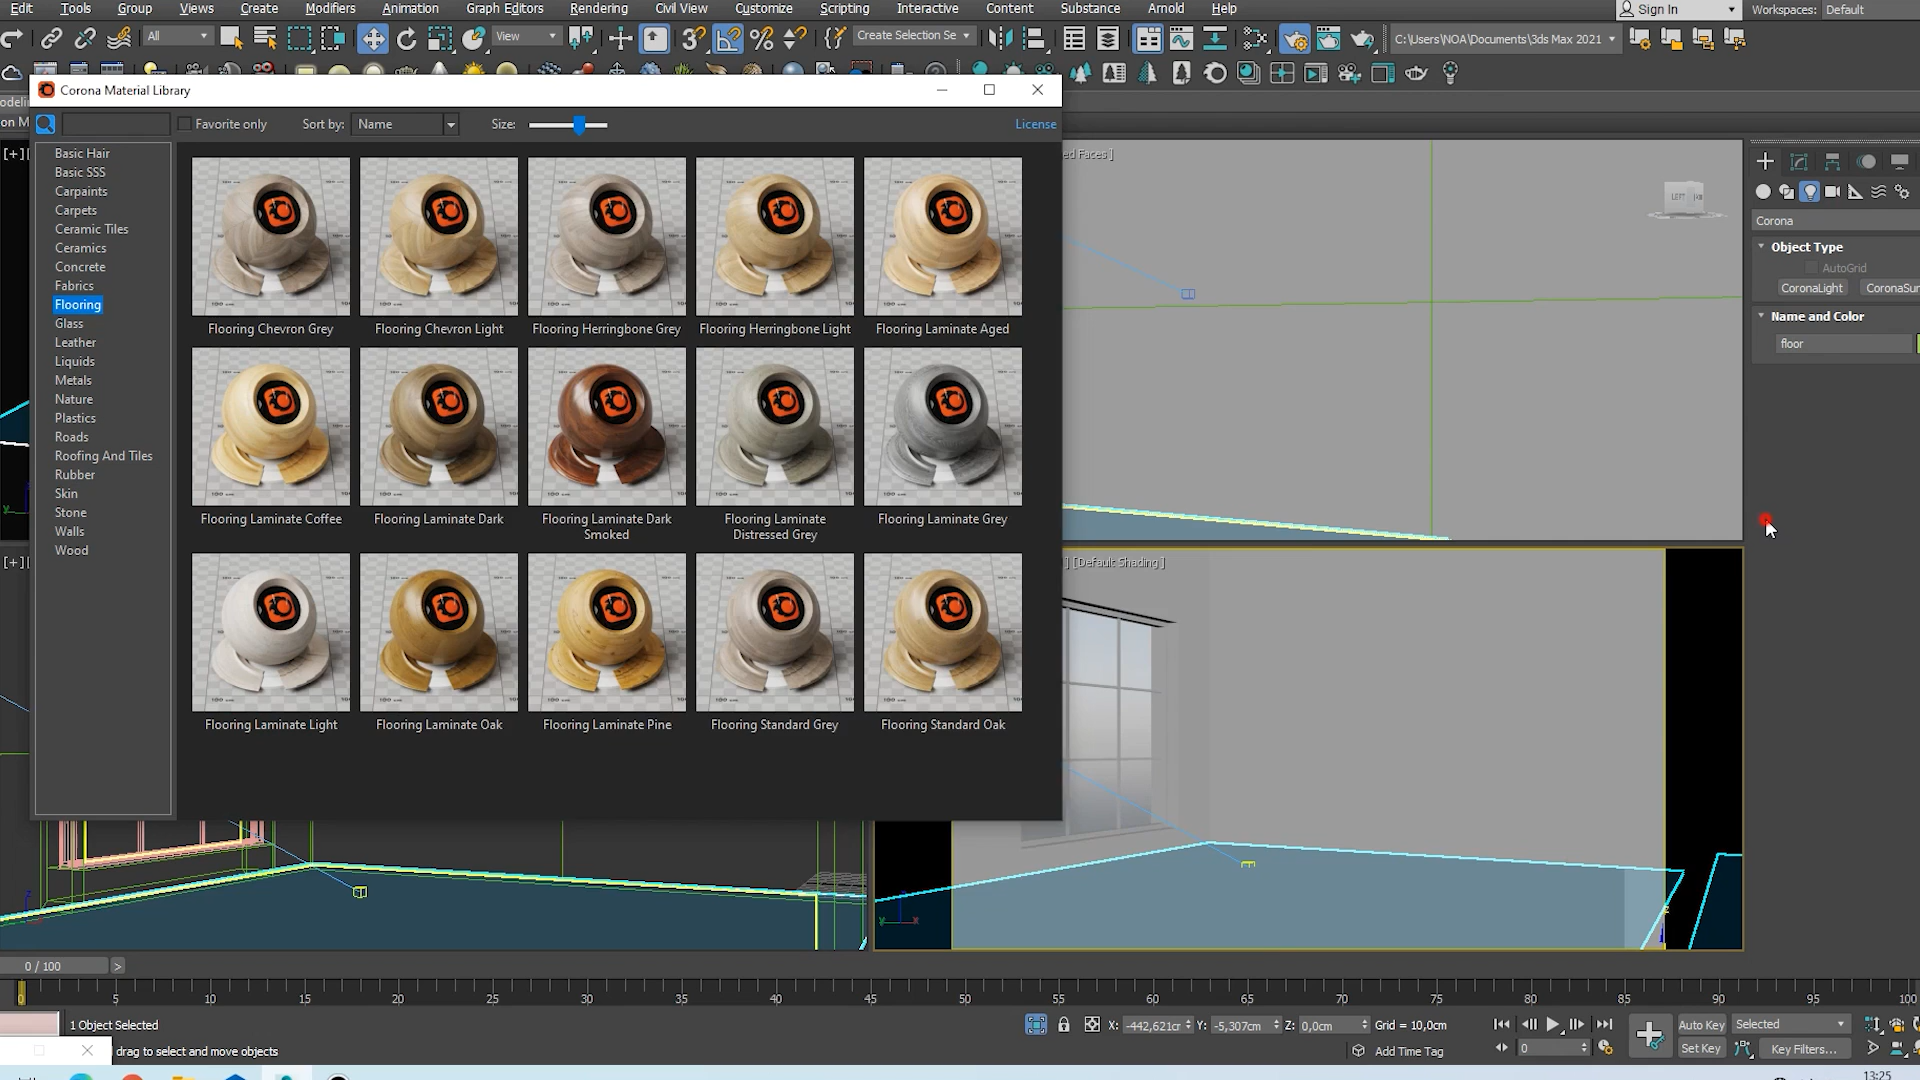 Edit Tools Group Views Create Modifiers Animation Graph Editors Rendering Civil View Customize Scripting Interactive Content Substance Arnold Help Sign In Workspaces: Default
All View Create Selection Se C:\Users\NOA\Documents\3ds Max 2021
Corona Material Library
Favorite only Sort by: Name Size: License
Basic Hair
Basic SSS
Carpaints
Carpets
Ceramic Tiles
Ceramics
Concrete
Fabrics
Flooring
Glass
Leather
Liquids
Metals
Nature
Plastics
Roads
Roofing And Tiles
Rubber
Skin
Stone
Walls
Wood
Flooring Chevron Grey
Flooring Chevron Light
Flooring Herringbone Grey
Flooring Herringbone Light
Flooring Laminate Aged
Flooring Laminate Coffee
Flooring Laminate Dark
Flooring Laminate Dark
Smoked
Flooring Laminate
Distressed Grey
Flooring Laminate Grey
Flooring Laminate Light
Flooring Laminate Oak
Flooring Laminate Pine
Flooring Standard Grey
Flooring Standard Oak
[+]
ed Faces ]
LEFT
Corona
Object Type
AutoGrid
CoronaLight CoronaSun
Name and Color
floor
[+]
] [Default Shading ]
0 / 100 >
0 5 10 15 20 25 30 35 40 45 50 55 60 65 70 75 80 85 90 95 100
1 Object Selected
X: -442,621cr Y: -5,307cm Z: 0,0cm Grid = 10,0cm
Auto Key Selected
drag to select and move objects
Add Time Tag
0
Set Key Key Filters...
13:25